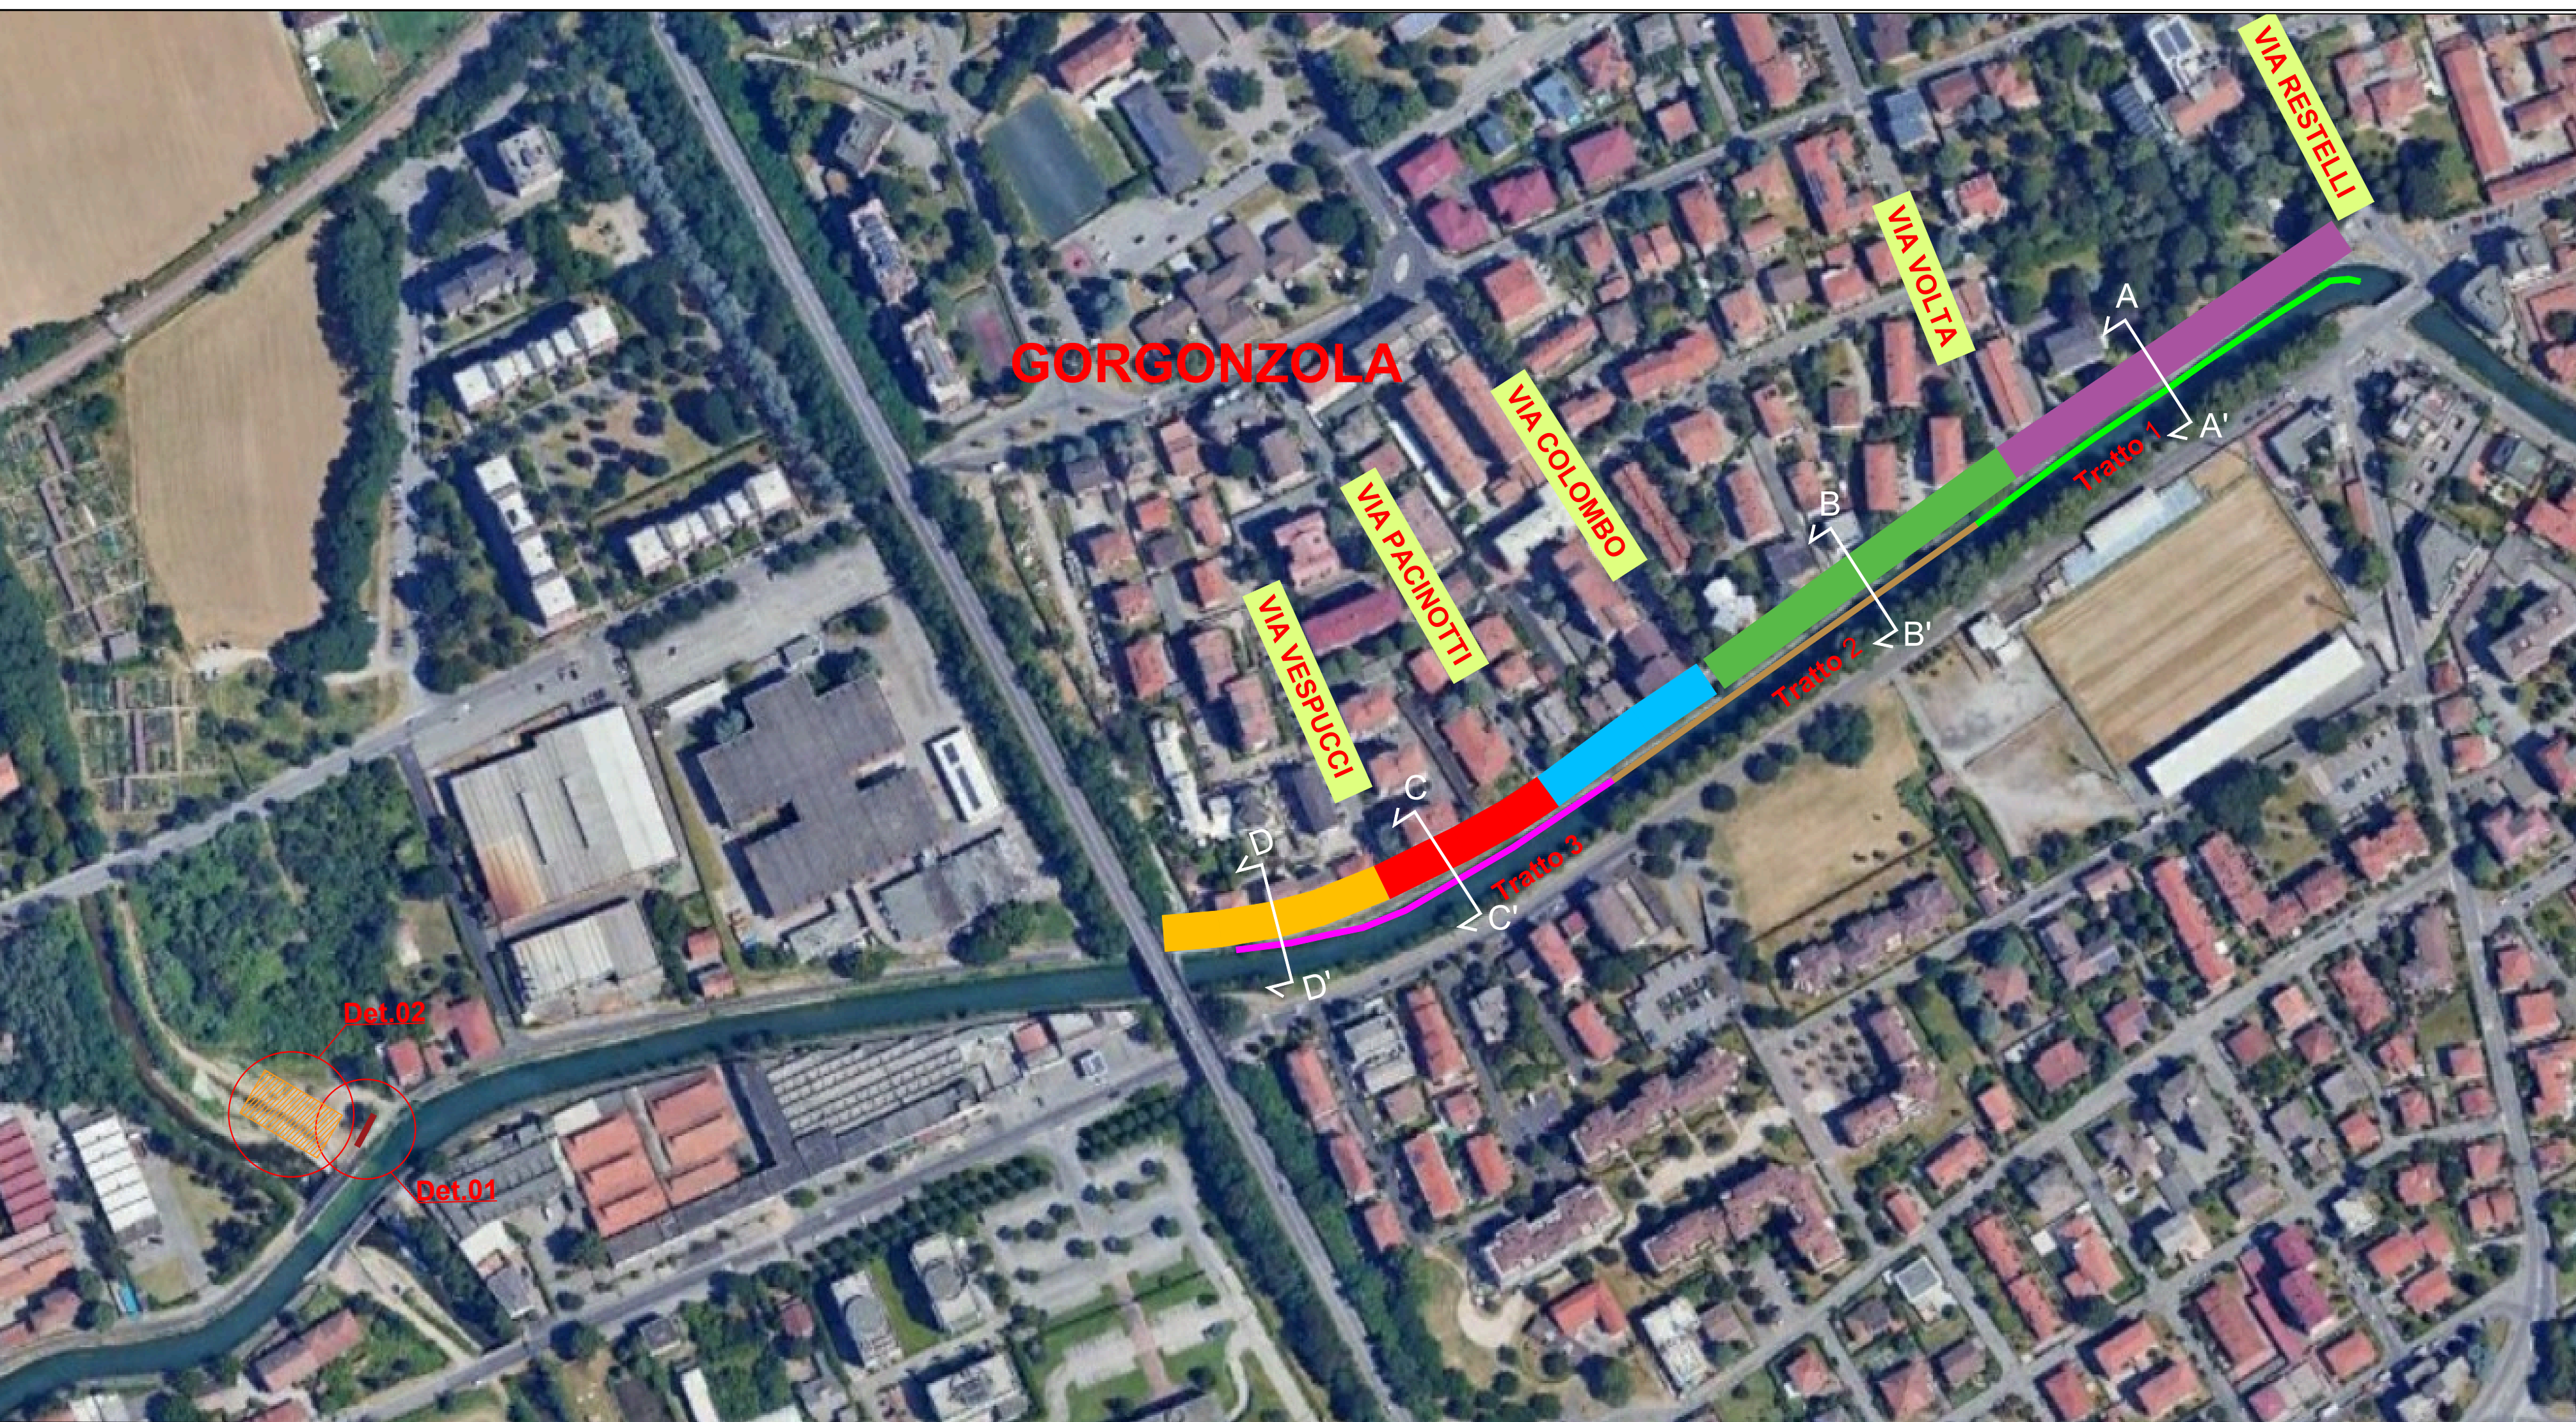 VIA RESTELLI
VIA VOLTA
A
GORGONZOLA
VIA COLOMBO
A'
Tratto 1
VIA PACINOTTI
B
B'
VIA VESPUCCI
Tratto 2
C
D
Tratto 3
C'
D'
Det.02
Det.01